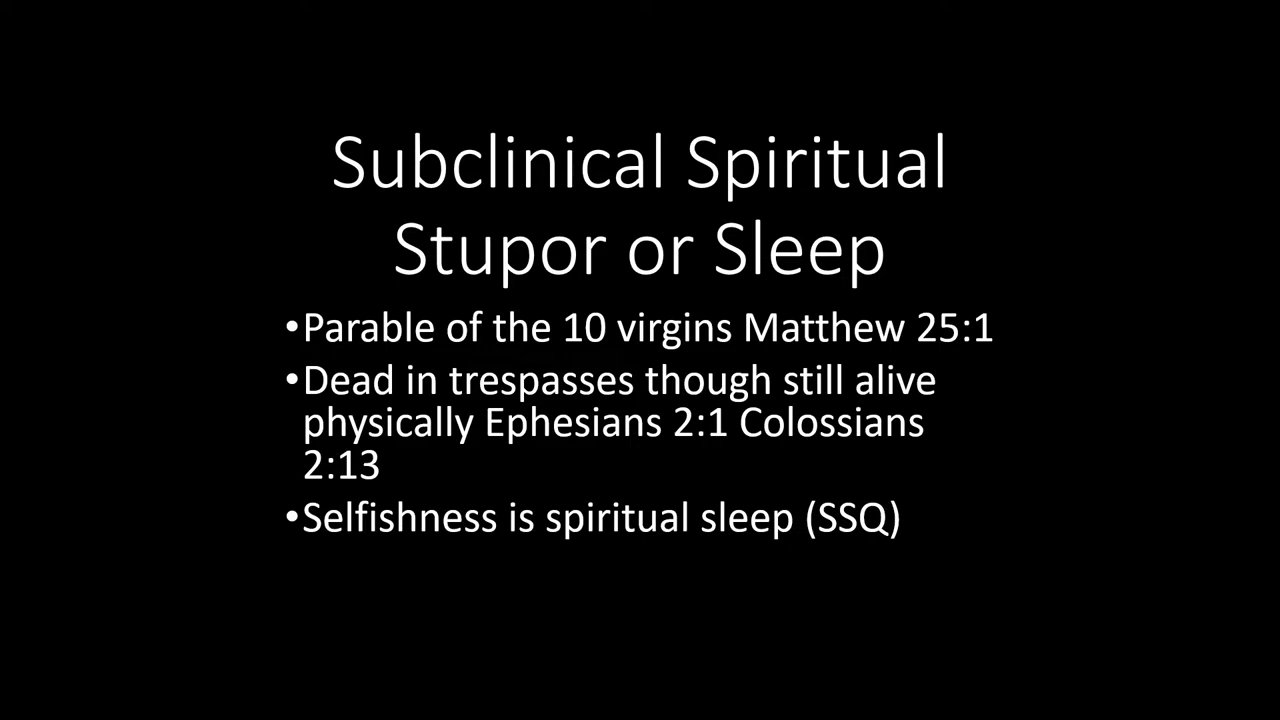 Subclinical Spiritual
Stupor or Sleep
•Parable of the 10 virgins Matthew 25:1
•Dead in trespasses though still alive
physically Ephesians 2:1 Colossians
2:13
•Selfishness is spiritual sleep (SSQ)